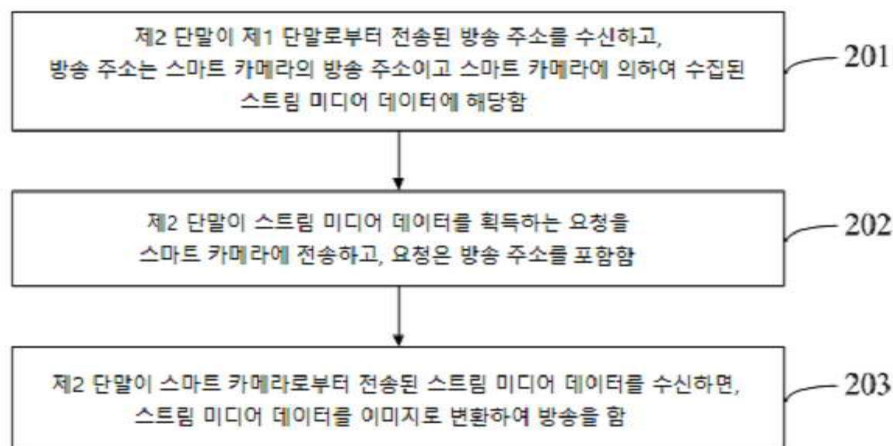 제2 단말이 제1 단말로부터 전송된 방송 주소를 수신하고,
방송 주소는 스마트 카메라의 방송 주소이고 스마트 카메라에 의하여 수집된
스트림 미디어 데이터에 해당함
201
제2 단말이 스트림 미디어 데이터를 획득하는 요청을
스마트 카메라에 전송하고, 요청은 방송 주소를 포함함
202
제2 단말이 스마트 카메라로부터 전송된 스트림 미디어 데이터를 수신하면,
스트림 미디어 데이터를 이미지로 변환하여 방송을 함
203